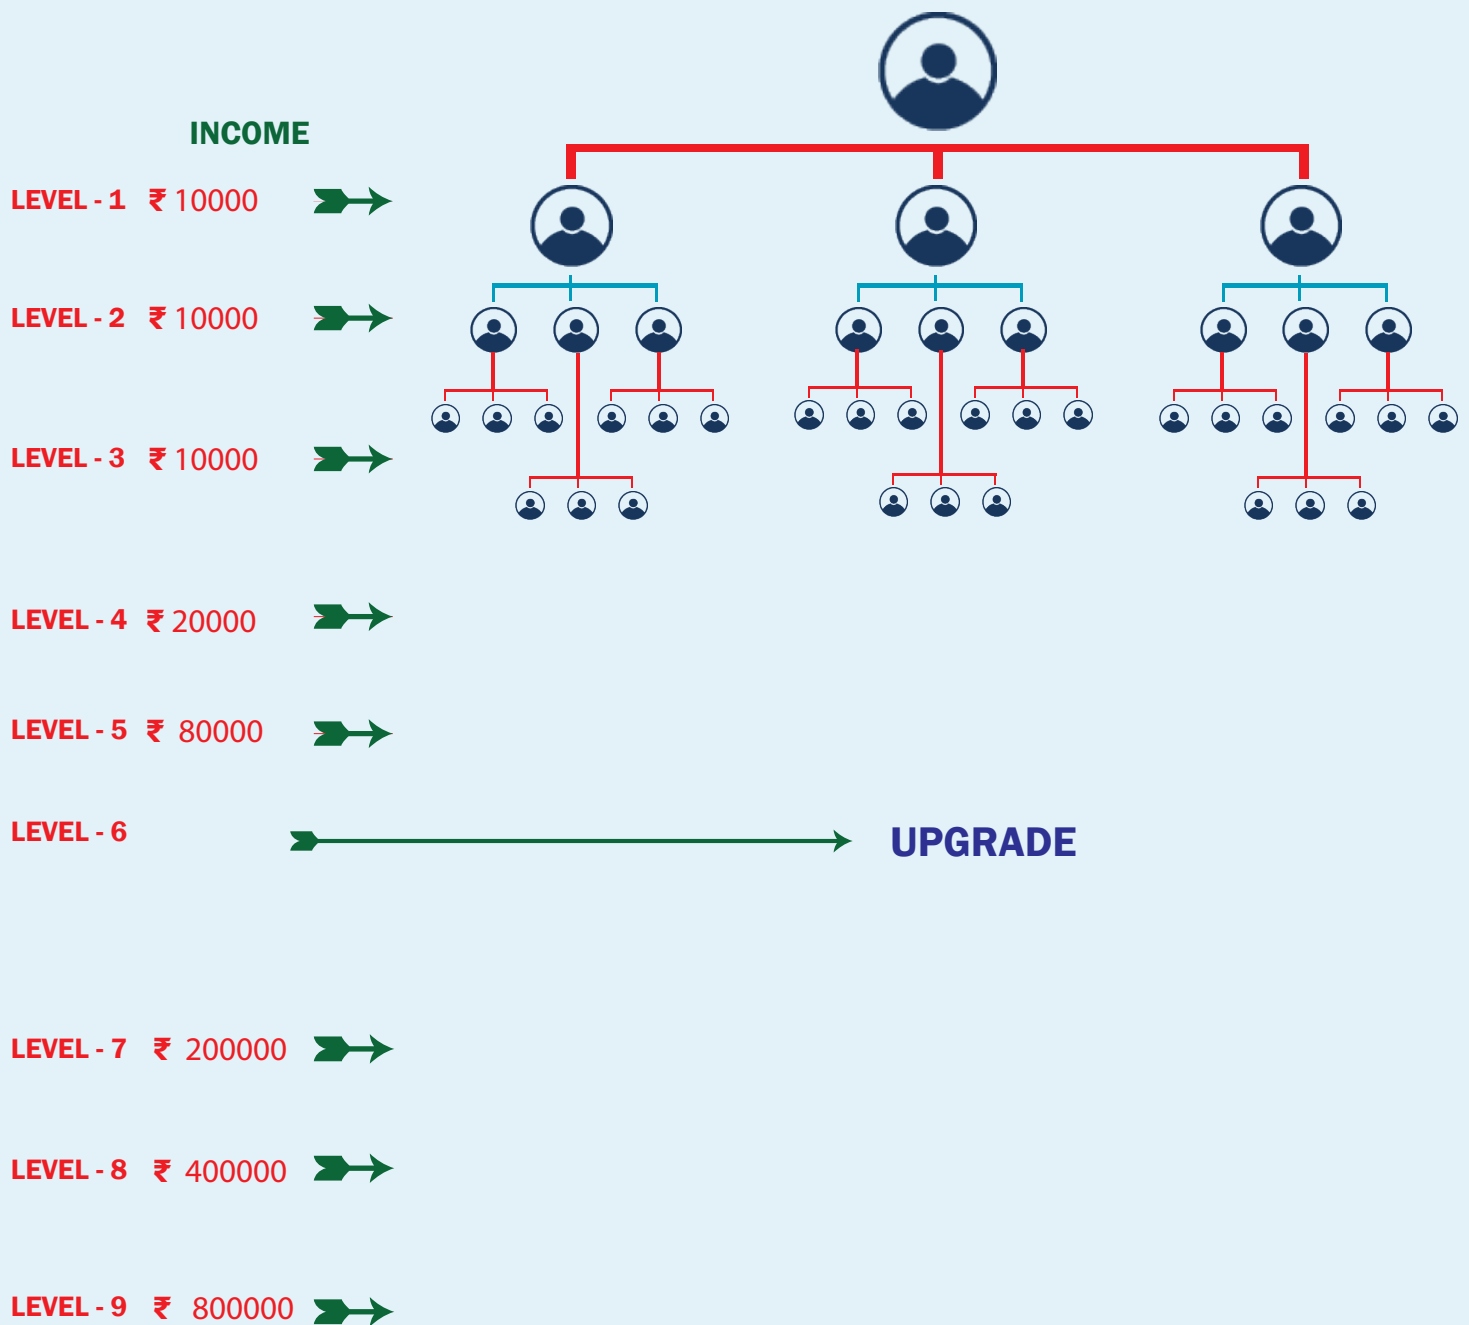 INCOME
LEVEL - 1 ₹ 10000
LEVEL - 2 ₹ 10000
LEVEL - 3 ₹ 10000
LEVEL - 4 ₹ 20000
LEVEL - 5 ₹ 80000
LEVEL - 6 UPGRADE
LEVEL - 7 ₹ 200000
LEVEL - 8 ₹ 400000
LEVEL - 9 ₹ 800000